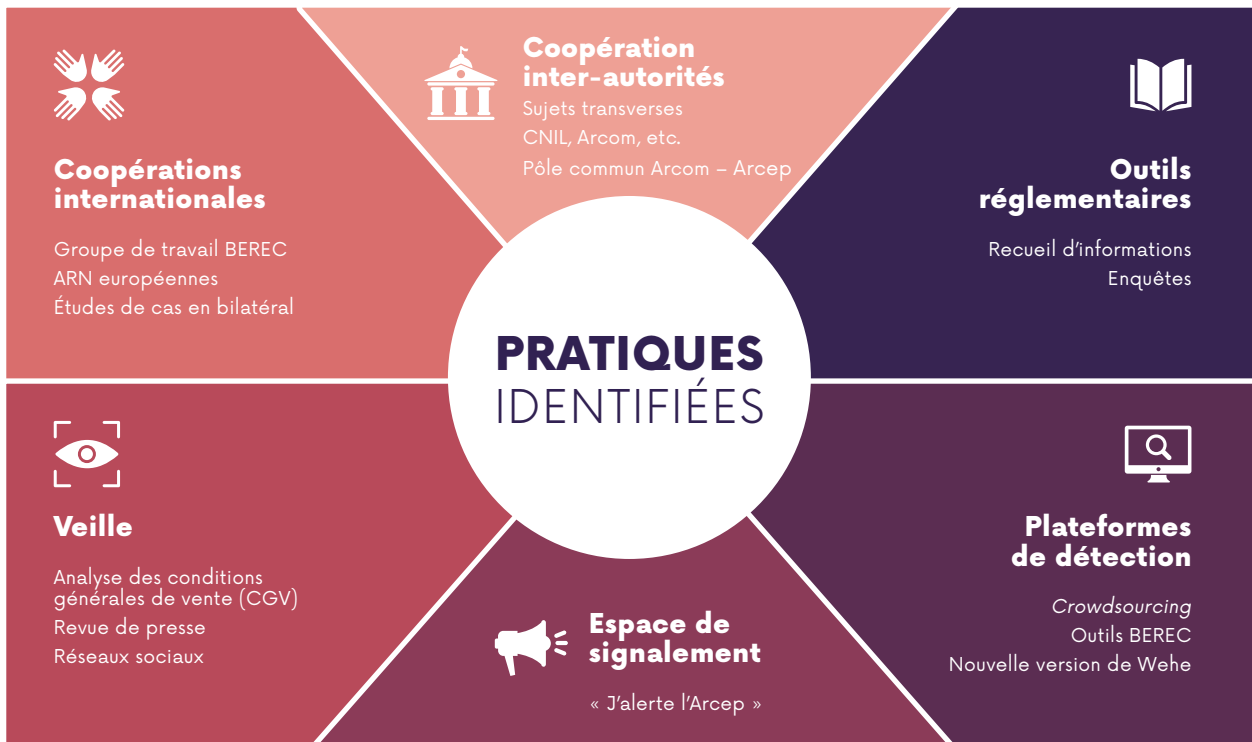 Coopérations
internationales
Groupe de travail BEREC
ARN européennes
Études de cas en bilatéral
Coopération
inter-autorités
Sujets transverses
CNIL, Arcom, etc.
Pôle commun Arcom – Arcep
Outils
réglementaires
Recueil d’informations
Enquêtes
PRATIQUES
IDENTIFIÉES
Veille
Analyse des conditions
générales de vente (CGV)
Revue de presse
Réseaux sociaux
Espace de
signalement
« J’alerte l’Arcep »
Plateformes
de détection
Crowdsourcing
Outils BEREC
Nouvelle version de Wehe